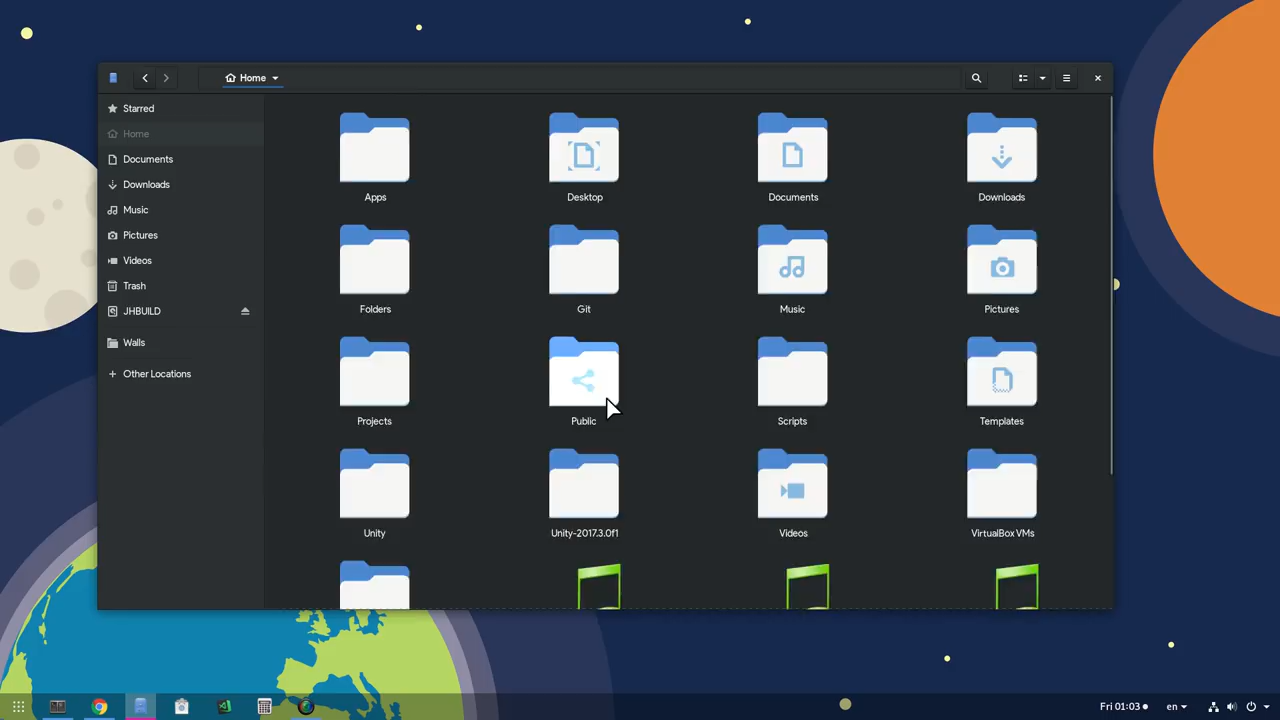 Home
Starred
Home
Documents
Downloads
Music
Pictures
Videos
Trash
JHBUILD
Walls
Other Locations
Apps
Desktop
Documents
Downloads
Folders
Git
Music
Pictures
Projects
Public
Scripts
Templates
Unity
Unity-2017.3.0f1
Videos
VirtualBox VMs
Fri 01:03
en